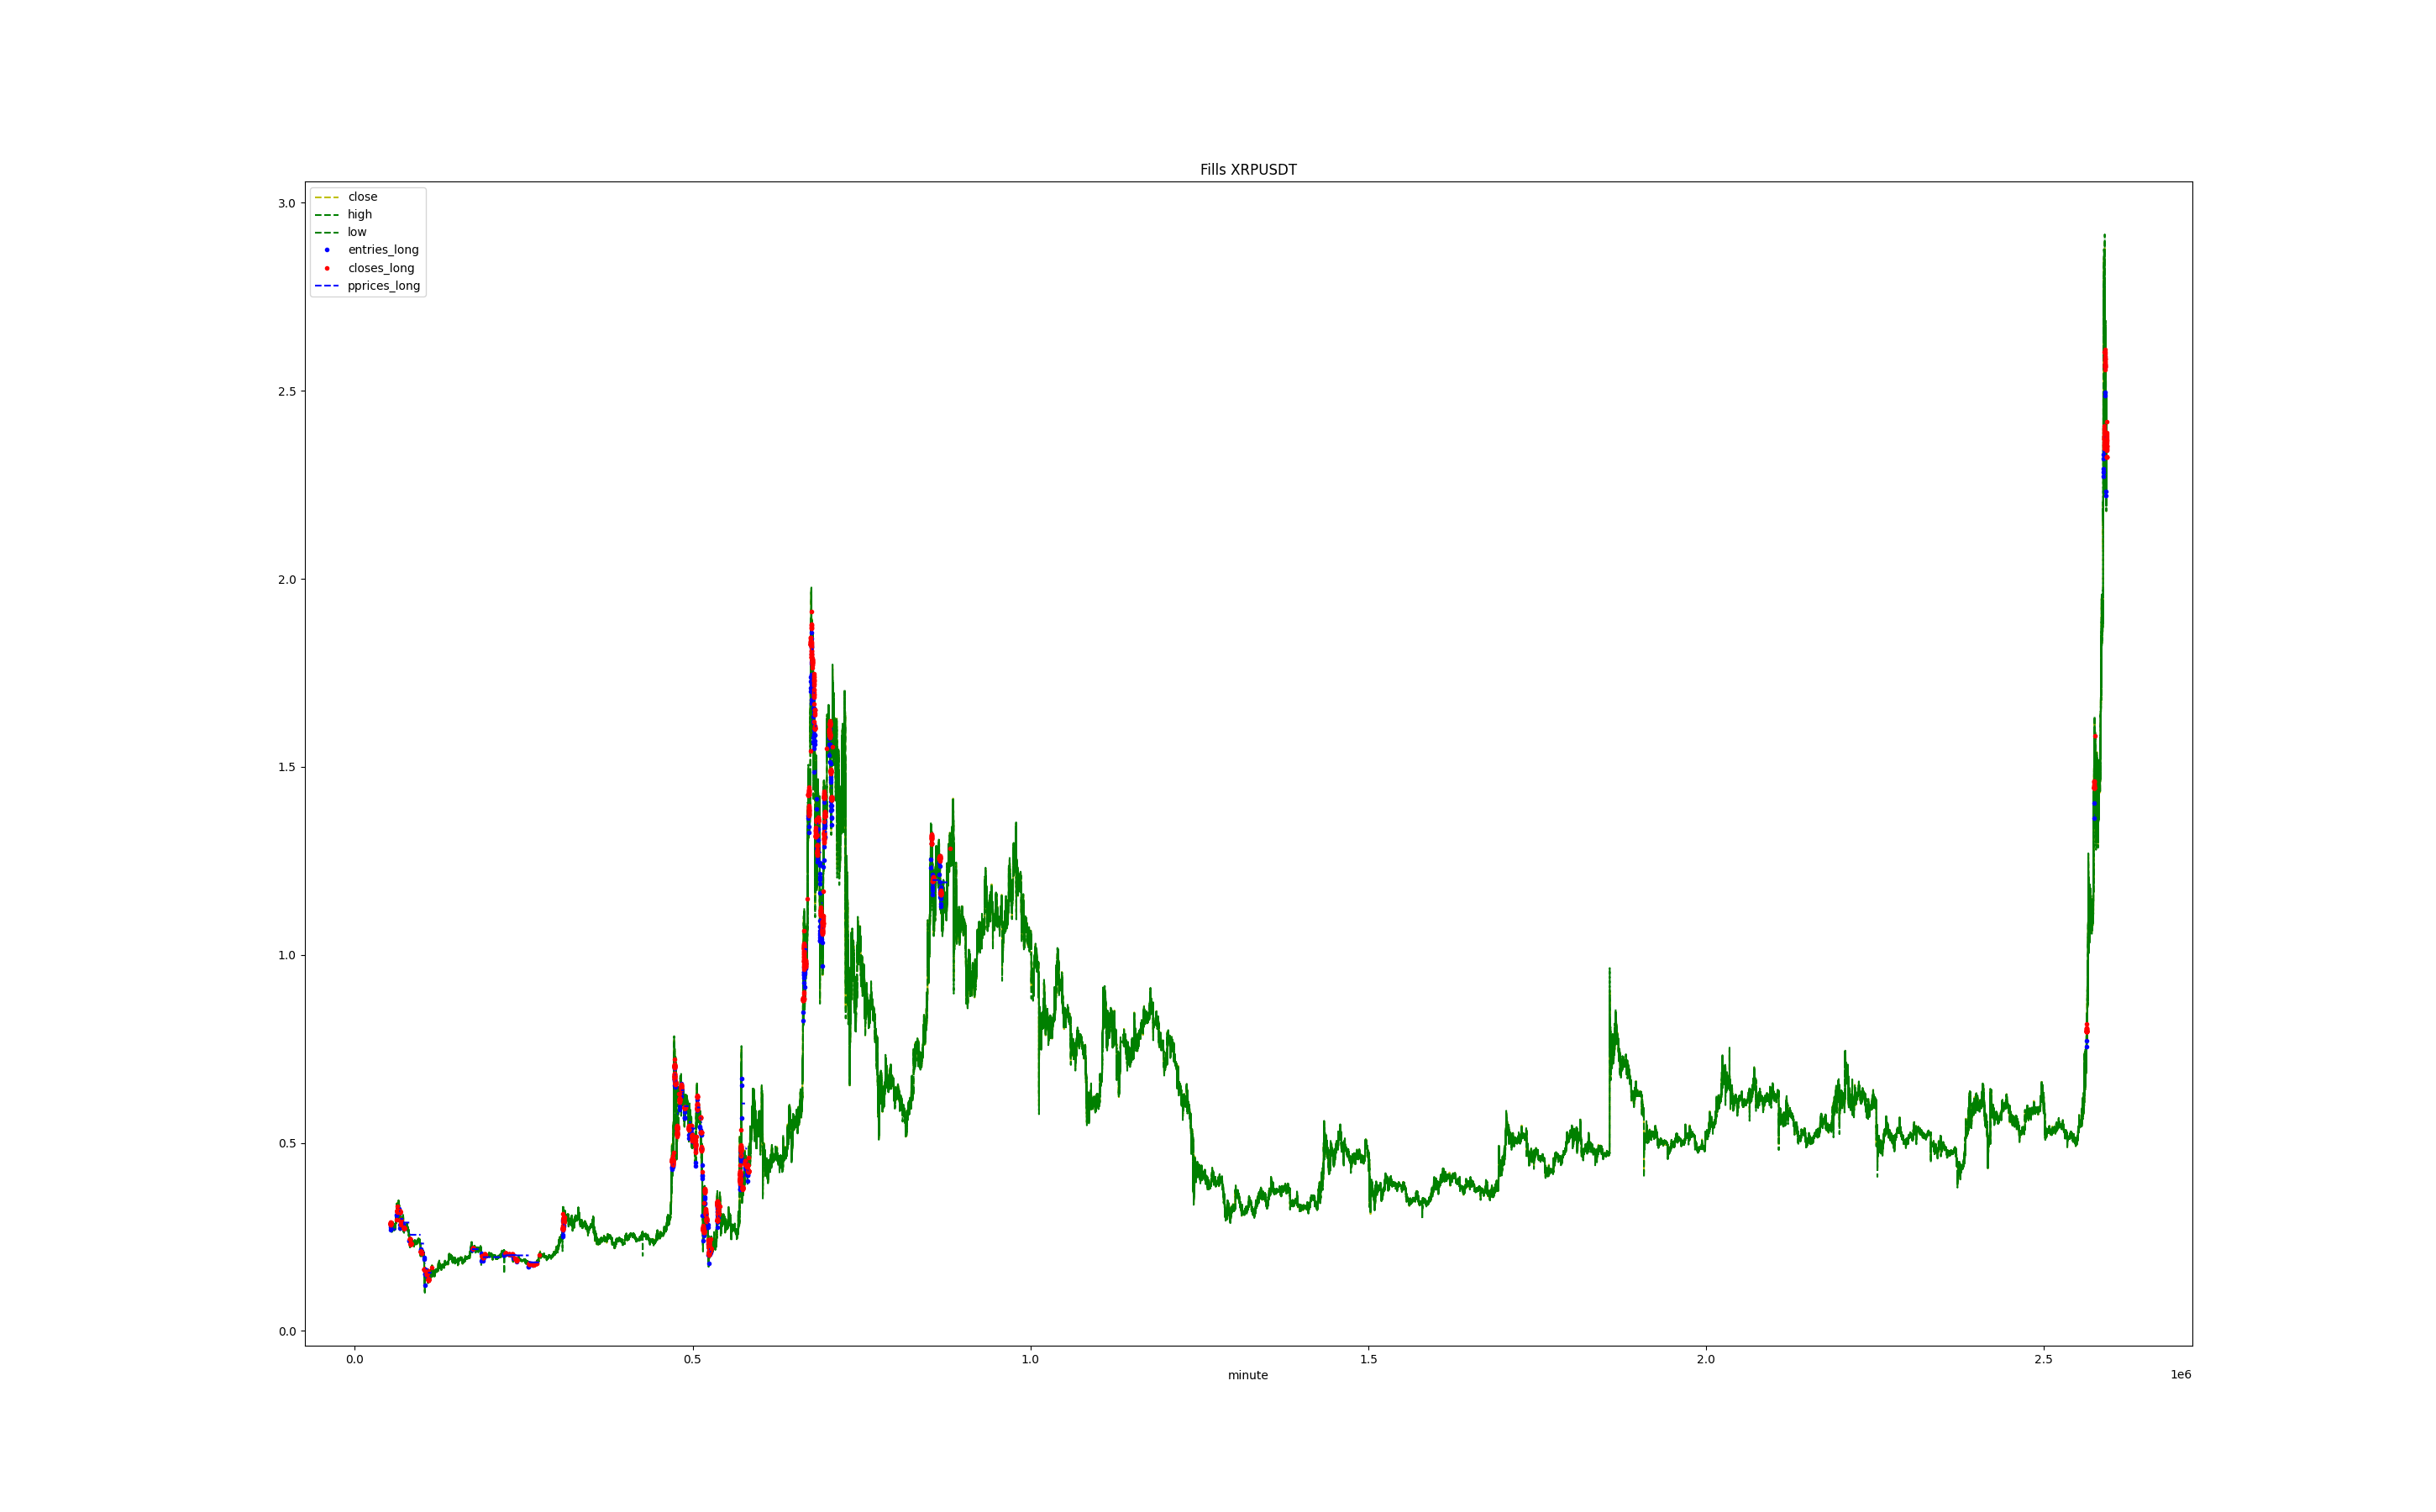 Fills XRPUSDT
close
high
low
entries_long
closes_long
pprices_long
3.0
2.5
2.0
1.5
1.0
0.5
0.0
0.0 0.5 1.0 1.5 2.0 2.5
minute
1e6